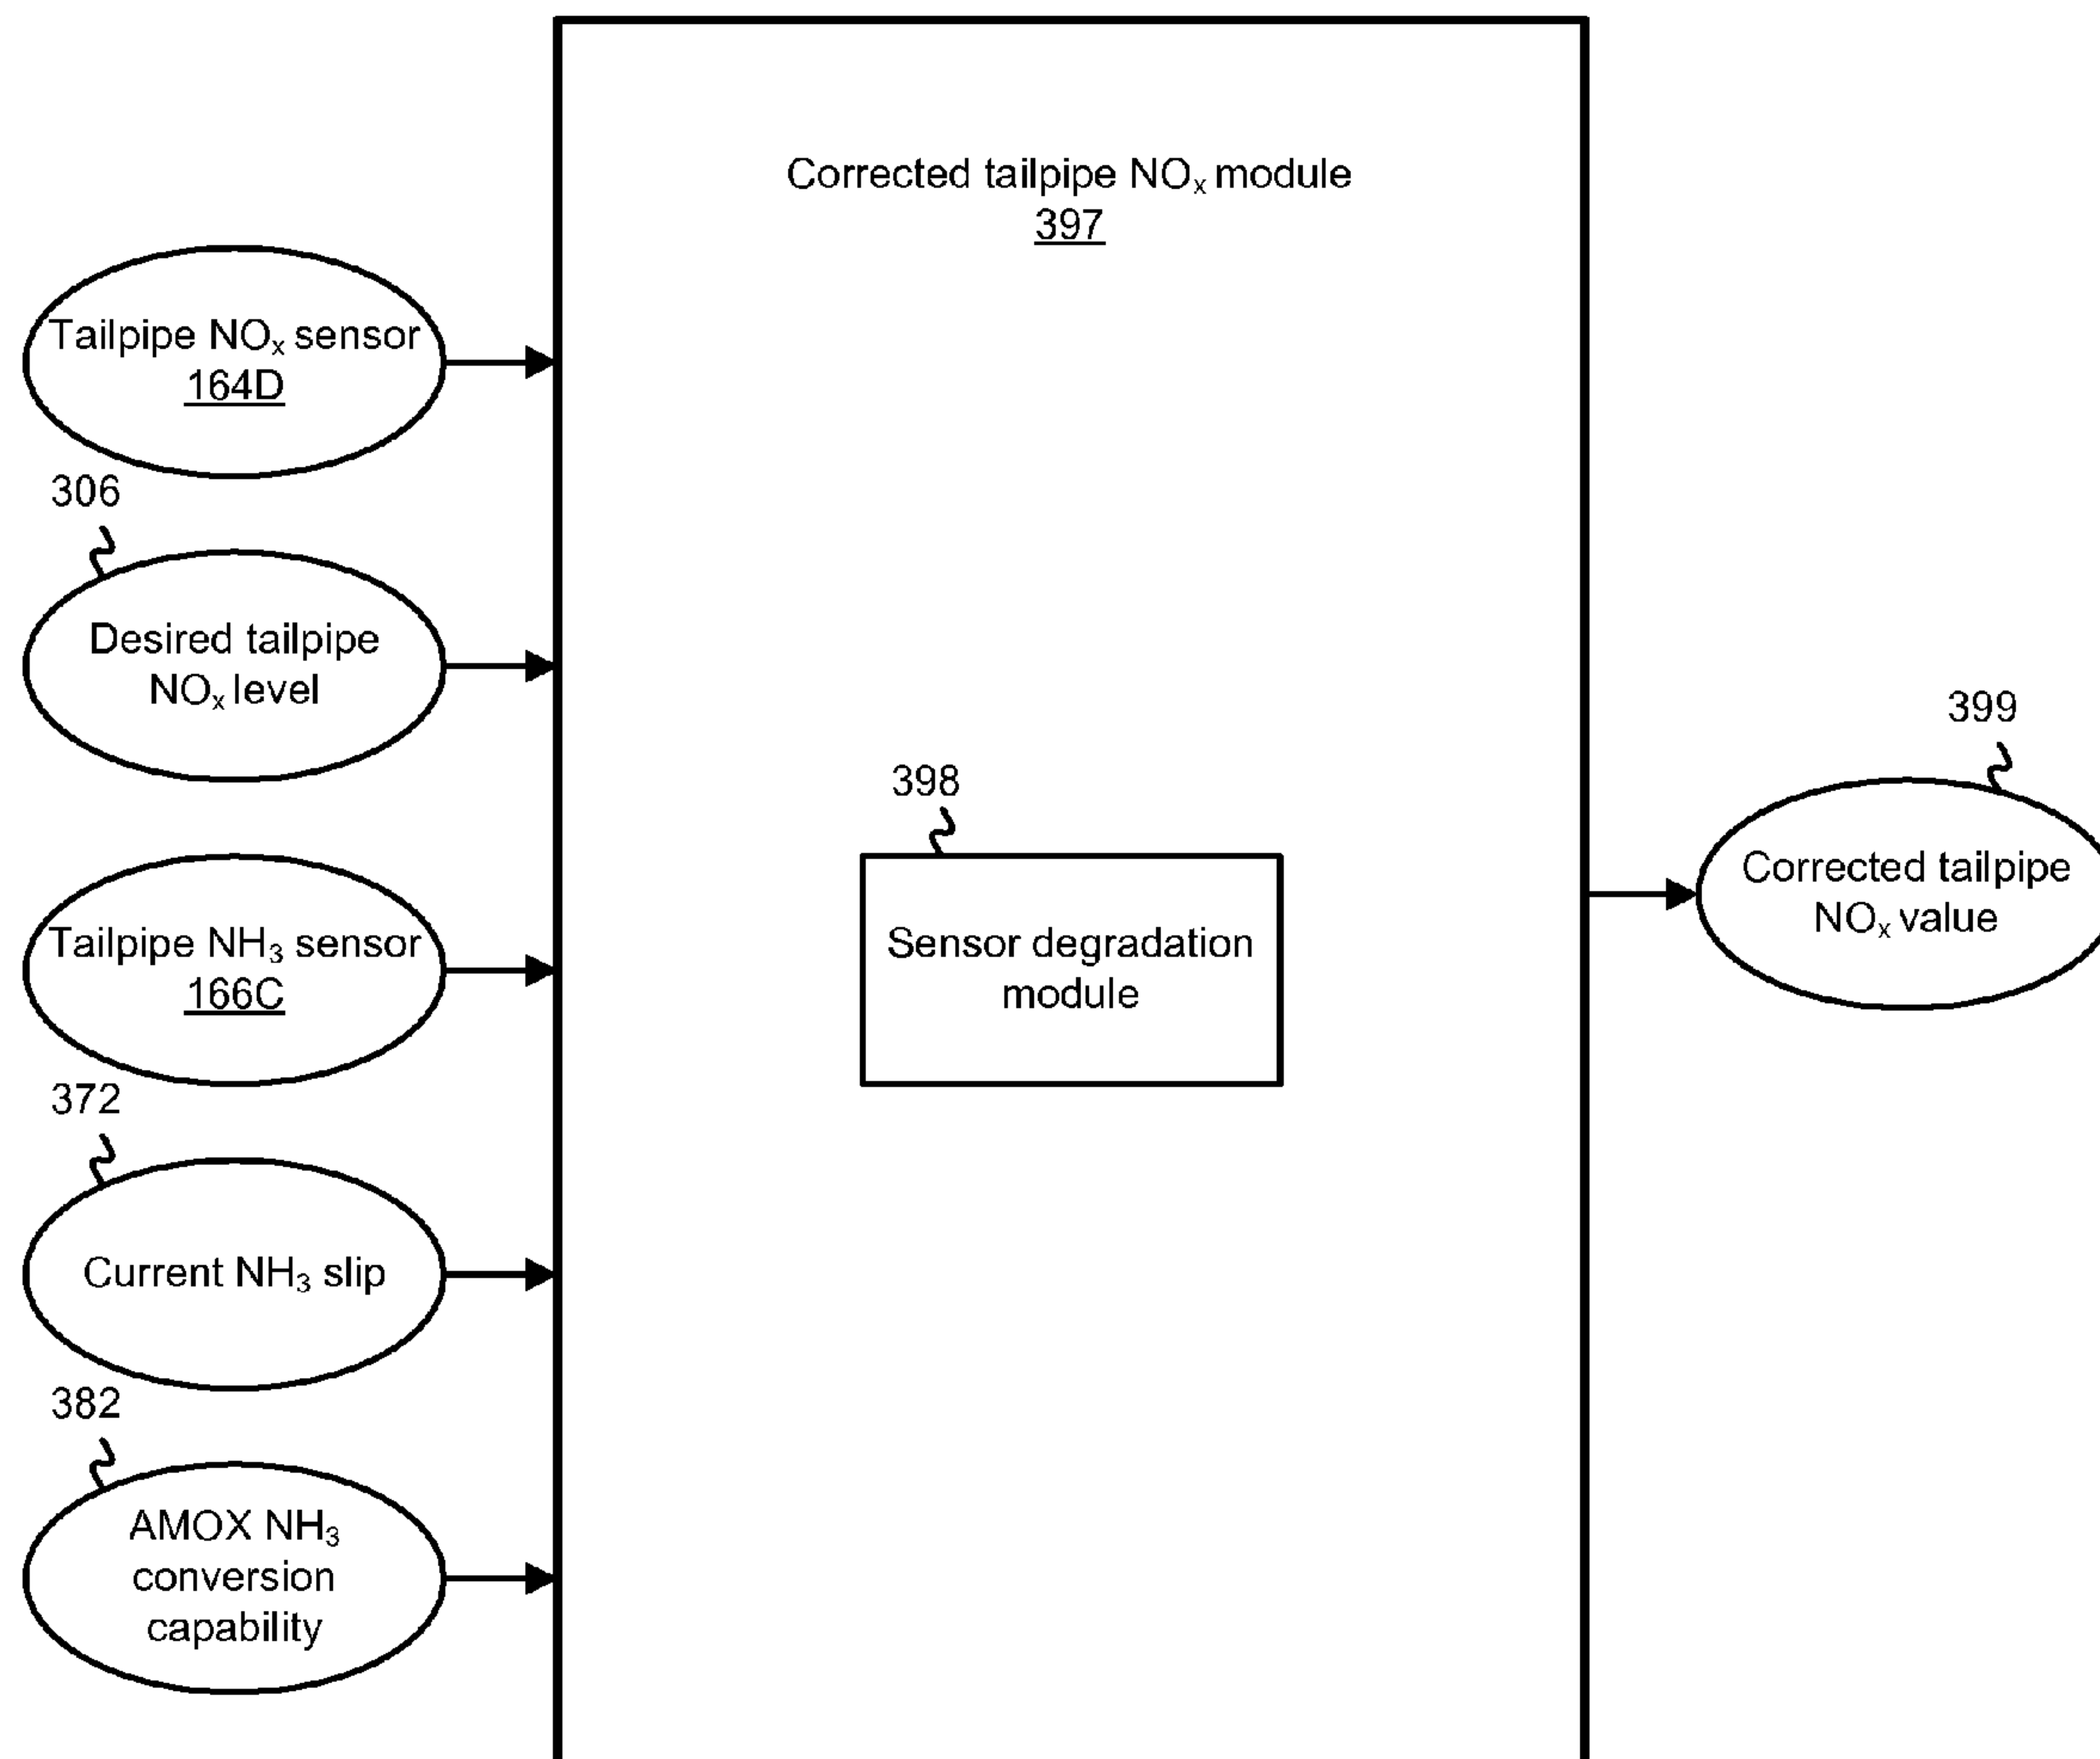 Corrected tailpipe NOₓ module
397
Tailpipe NOₓ sensor
164D
306
Desired tailpipe
NOₓ level
Tailpipe NH₃ sensor
166C
372
Current NH₃ slip
382
AMOX NH₃
conversion
capability
398
Sensor degradation
module
399
Corrected tailpipe
NOₓ value